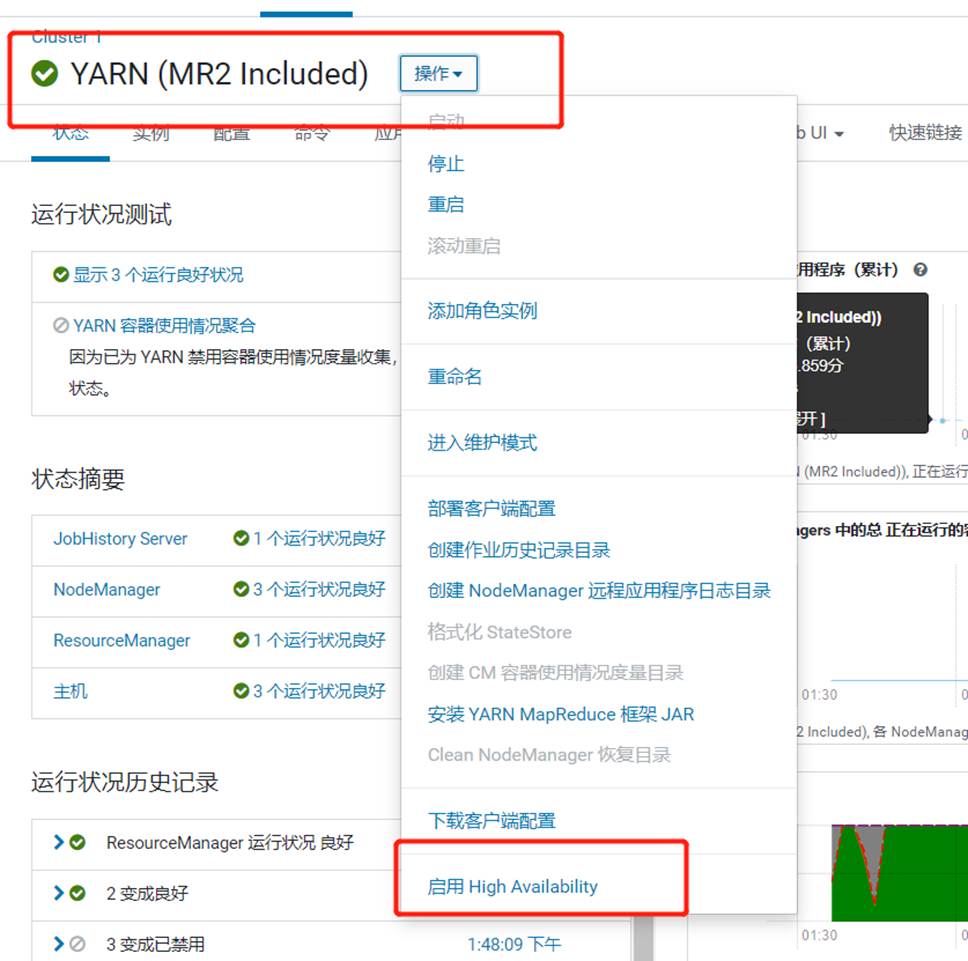 Cluster 1
YARN (MR2 Included)
操作
状态
实例
配置
命令
b UI
快速链接
启动
停止
重启
滚动重启
添加角色实例
重命名
进入维护模式
部署客户端配置
创建作业历史记录目录
创建 NodeManager 远程应用程序日志目录
格式化 StateStore
创建 CM 容器使用情况度量目录
安装 YARN MapReduce 框架 JAR
Clean NodeManager 恢复目录
下载客户端配置
启用 High Availability
运行状况测试
显示 3 个运行良好状况
YARN 容器使用情况聚合
因为已为 YARN 禁用容器使用情况度量收集，
状态。
状态摘要
JobHistory Server
1 个运行状况良好
NodeManager
3 个运行状况良好
ResourceManager
1 个运行状况良好
主机
3 个运行状况良好
运行状况历史记录
ResourceManager 运行状况 良好
2 变成良好
3 变成已禁用
1:48:09 下午
用程序（累计）
2 Included))
（累计）
.859分
开 ]
01:30
(MR2 Included)), 正在运行
agers 中的总 正在运行的
01:30
2 Included), 各 NodeManag
01:30